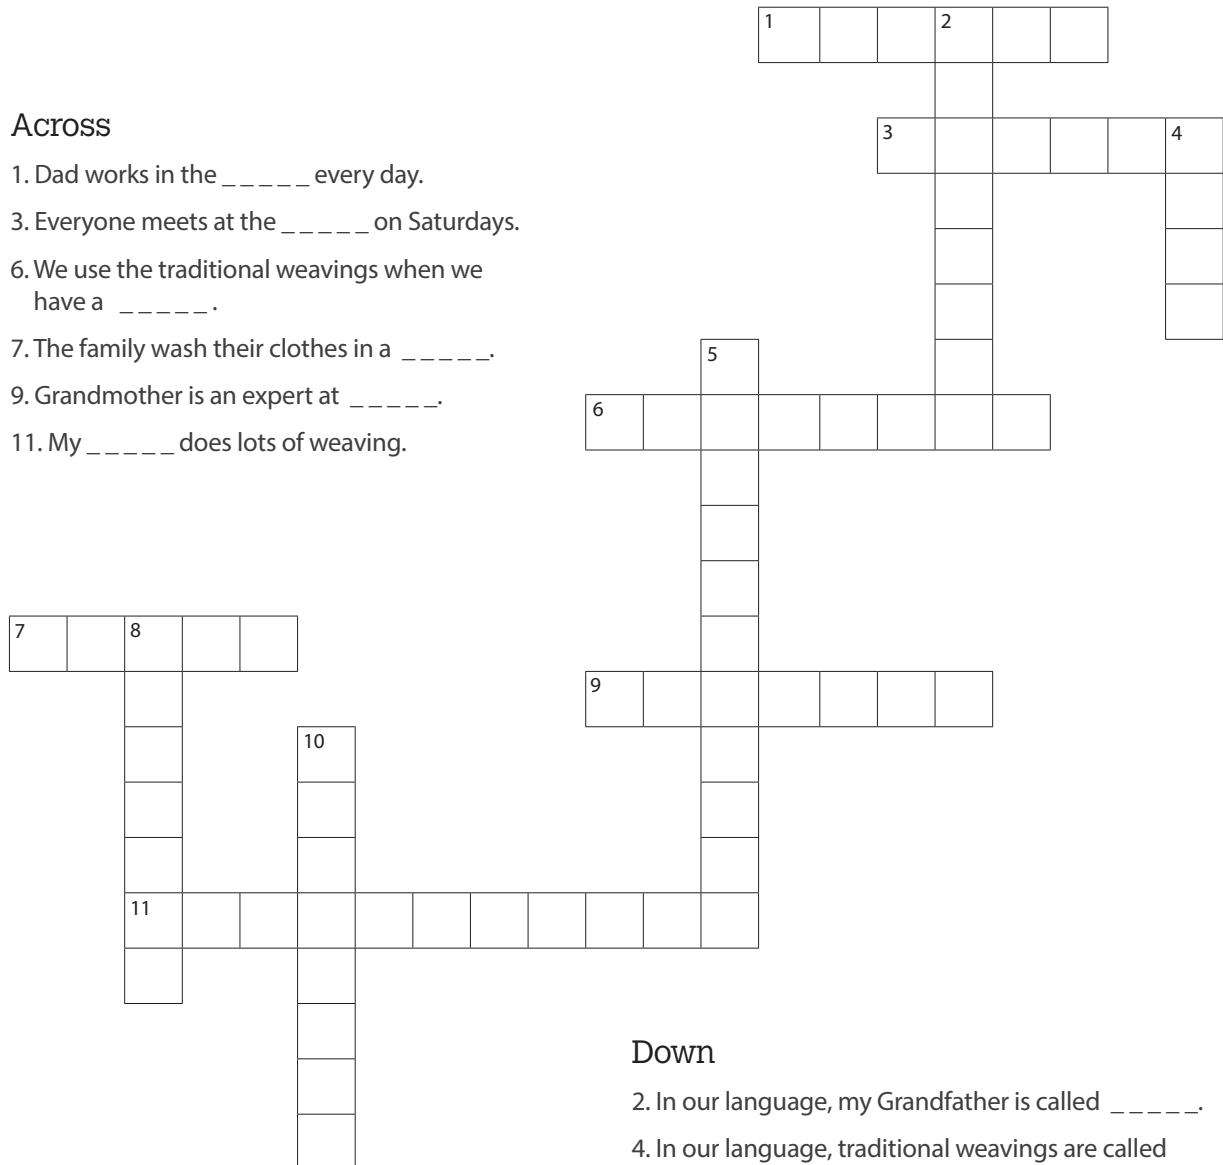 1
2
Across
3
4
1. Dad works in the _ _ _ _ _ every day.
3. Everyone meets at the _ _ _ _ _ on Saturdays.
6. We use the traditional weavings when we
have a _ _ _ _ _ .
7. The family wash their clothes in a _ _ _ _ _.
5
9. Grandmother is an expert at _ _ _ _ _.
6
11. My _ _ _ _ _ does lots of weaving.
7
8
9
10
11
Down
2. In our language, my Grandfather is called _ _ _ _ _.
4. In our language, traditional weavings are called